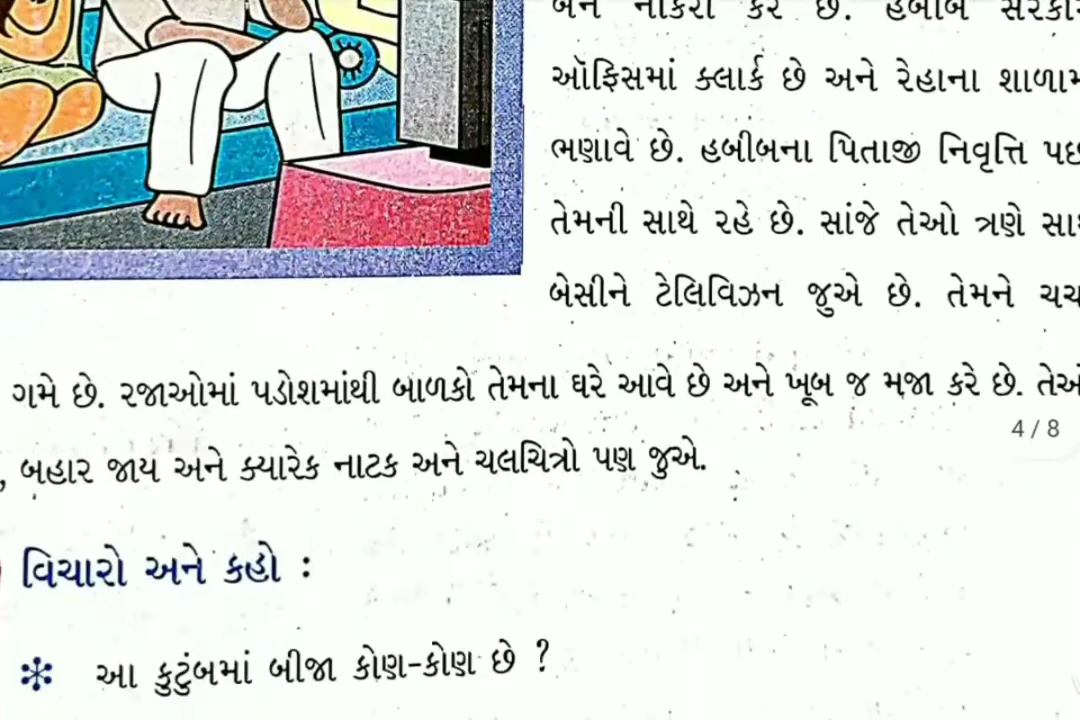 છે. હબીબ
ઑફિસમાં ક્લાર્ક છે અને રેહાના
ભણાવે છે. હબીબના પિતાજી નિવૃત્તિ
તેમની સાથે રહે છે. સાંજે તેઓ ત્રણે
બેસીને ટેલિવિઝન જુએ છે. તેમને
ગમે છે. રજાઓમાં પડોશમાંથી બાળકો તેમના ઘરે આવે છે અને ખૂબ જ મજા કરે છે.
4 / 8
, બહાર જાય અને ક્યારેક નાટક અને ચલચિત્રો પણ જુએ.
વિચારો અને કહો :
* આ કુટુંબમાં બીજા કોણ-કોણ છે ?